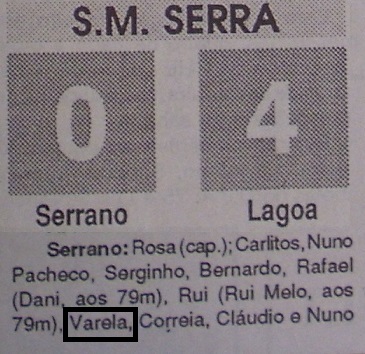 S.M. SERRA
0 4
Serrano Lagoa
Serrano: Rosa (cap.); Carlitos, Nuno
Pacheco, Serginho, Bernardo, Rafael
(Dani, aos 79m), Rui (Rui Melo, aos
79m), Varela, Correia, Cláudio e Nuno